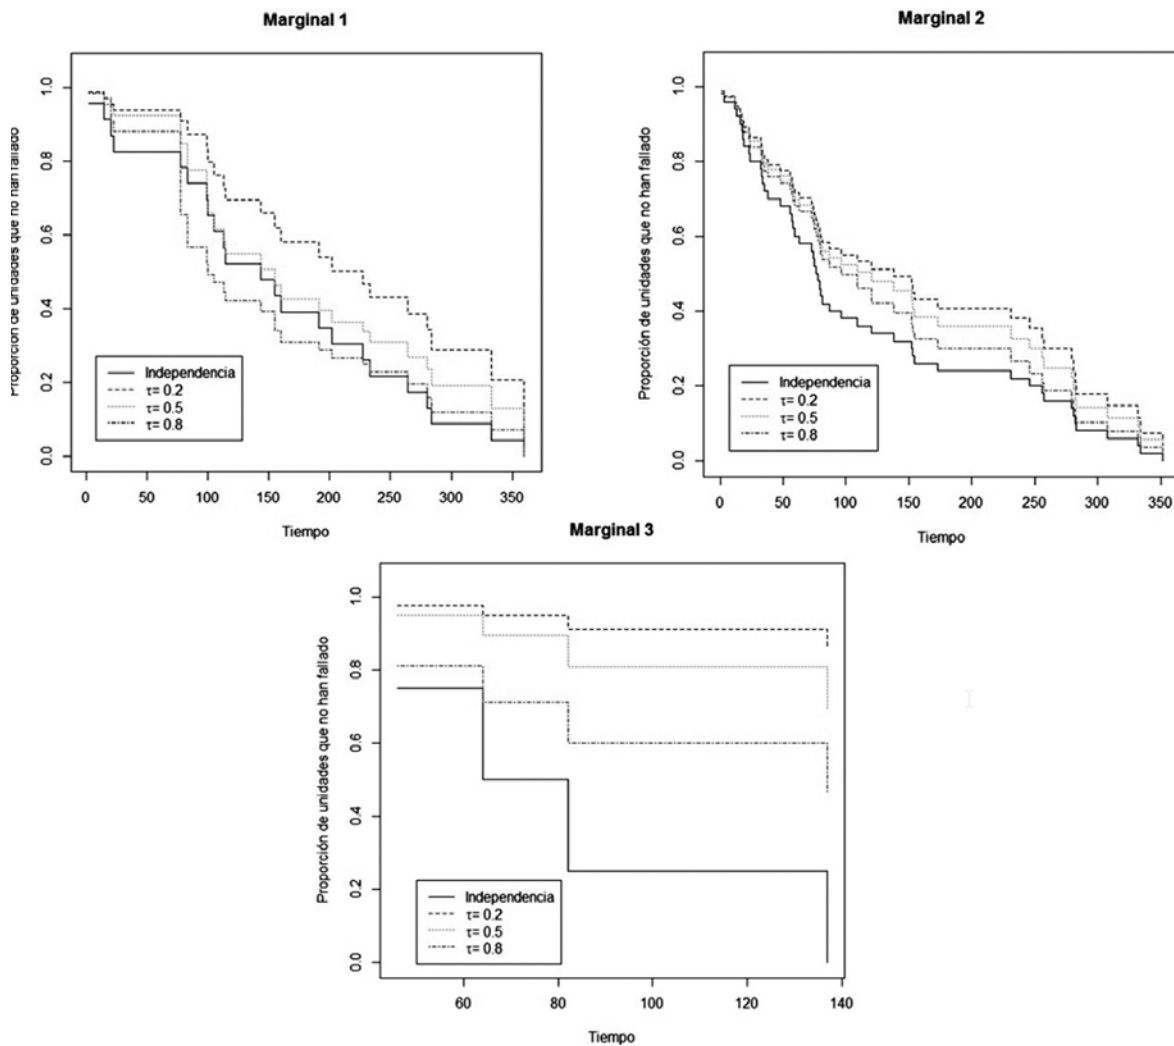 Marginal 1
Proporción de unidades que no han fallado
1.0
0.8
0.6
0.4
0.2
0.0
Independencia
τ= 0.2
τ= 0.5
τ= 0.8
0 50 100 150 200 250 300 350
Tiempo
Marginal 2
Proporción de unidades que no han fallado
1.0
0.8
0.6
0.4
0.2
0.0
Independencia
τ= 0.2
τ= 0.5
τ= 0.8
0 50 100 150 200 250 300 350
Tiempo
Marginal 3
Proporción de unidades que no han fallado
1.0
0.8
0.6
0.4
0.2
0.0
Independencia
τ= 0.2
τ= 0.5
τ= 0.8
60 80 100 120 140
Tiempo